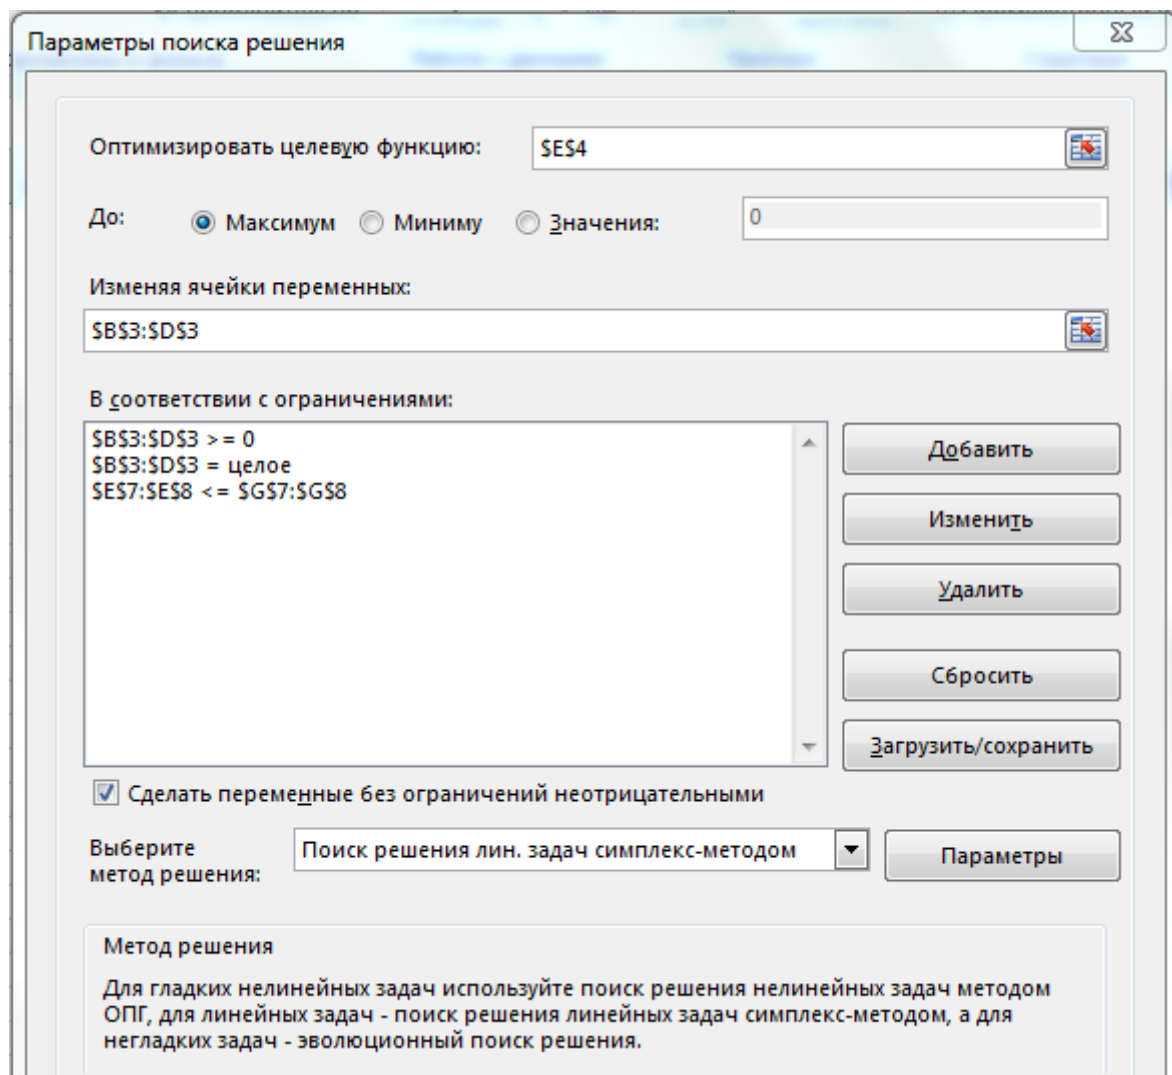 Параметры поиска решения
Оптимизировать целевую функцию: $E$4
До: Максимум Миниму Значения: 0
Изменяя ячейки переменных:
$B$3:$D$3
В соответствии с ограничениями:
$B$3:$D$3 >= 0
$B$3:$D$3 = целое
$E$7:$E$8 <= $G$7:$G$8
Добавить
Изменить
Удалить
Сбросить
Загрузить/сохранить
Сделать переменные без ограничений неотрицательными
Выберите
метод решения:
Поиск решения лин. задач симплекс-методом
Параметры
Метод решения
Для гладких нелинейных задач используйте поиск решения нелинейных задач методом
ОПГ, для линейных задач - поиск решения линейных задач симплекс-методом, а для
негладких задач - эволюционный поиск решения.